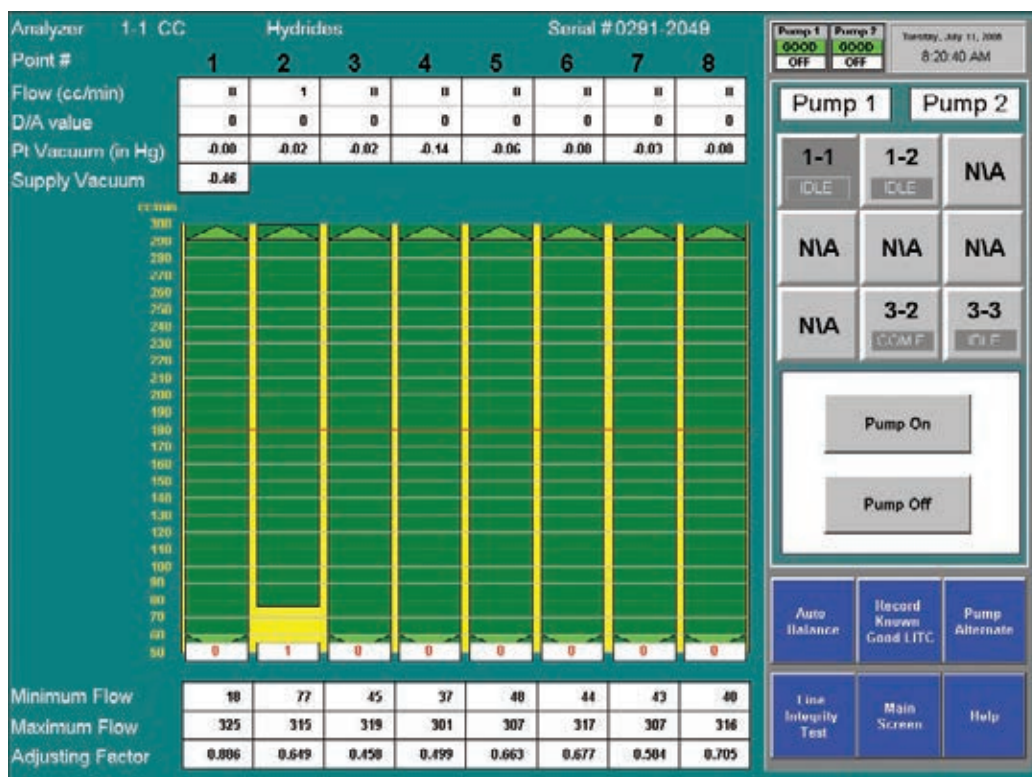 Analyzer 1-1 CC Hydrides Serial # 0291-2049
Point # 1 2 3 4 5 6 7 8
Flow (cc/min) 0 1 0 0 0 0 0 0
D/A value 0 0 0 0 0 0 0 0
Pt Vacuum (in Hg) -0.00 -0.02 -0.02 -0.14 -0.06 -0.00 -0.03 -0.00
Supply Vacuum -0.46
cc/min
300
290
280
270
260
250
240
230
220
210
200
190
180
170
160
150
140
130
120
110
100
90
80
70
60
50
0 1 0 0 0 0 0 0
Minimum Flow 18 77 45 37 40 44 43 40
Maximum Flow 325 315 319 301 307 317 307 316
Adjusting Factor 0.886 0.649 0.458 0.499 0.663 0.677 0.584 0.705
Pump 1 Pump 2
GOOD GOOD
OFF OFF
Tuesday, July 11, 2006
8:20:40 AM
Pump 1 Pump 2
1-1 1-2 N\A
IDLE IDLE
N\A N\A N\A
N\A 3-2 3-3
IDLE
Pump On
Pump Off
Auto Balance
Record Known Good LITC
Pump Alternate
Line Integrity Test
Main Screen
Help